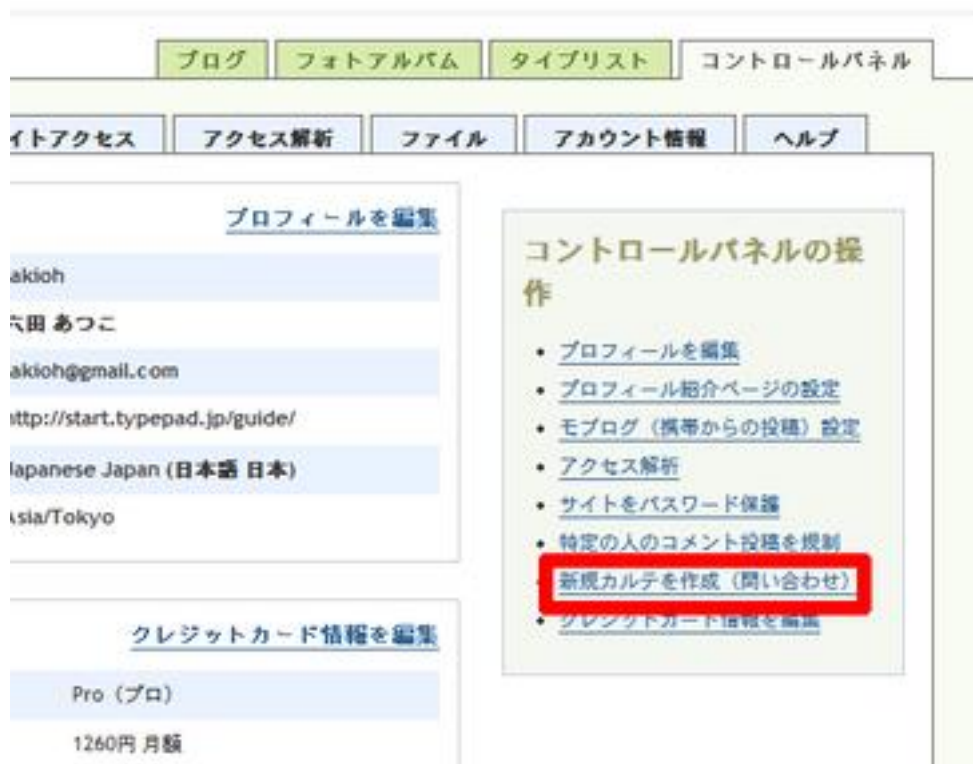 ブログ フォトアルバム タイプリスト コントロールパネル
イトアクセス アクセス解析 ファイル アカウント情報 ヘルプ
プロフィールを編集
akioh
六田 あつこ
akioh@gmail.com
http://start.typepad.jp/guide/
Japanese Japan (日本語 日本)
Asia/Tokyo
クレジットカード情報を編集
Pro（プロ）
1260円 月額
コントロールパネルの操
作
• プロフィールを編集
• プロフィール紹介ページの設定
• モブログ（携帯からの投稿）設定
• アクセス解析
• サイトをパスワード保護
• 特定の人のコメント投稿を規制
• 新規カルテを作成（問い合わせ）
• クレジットカード情報を編集